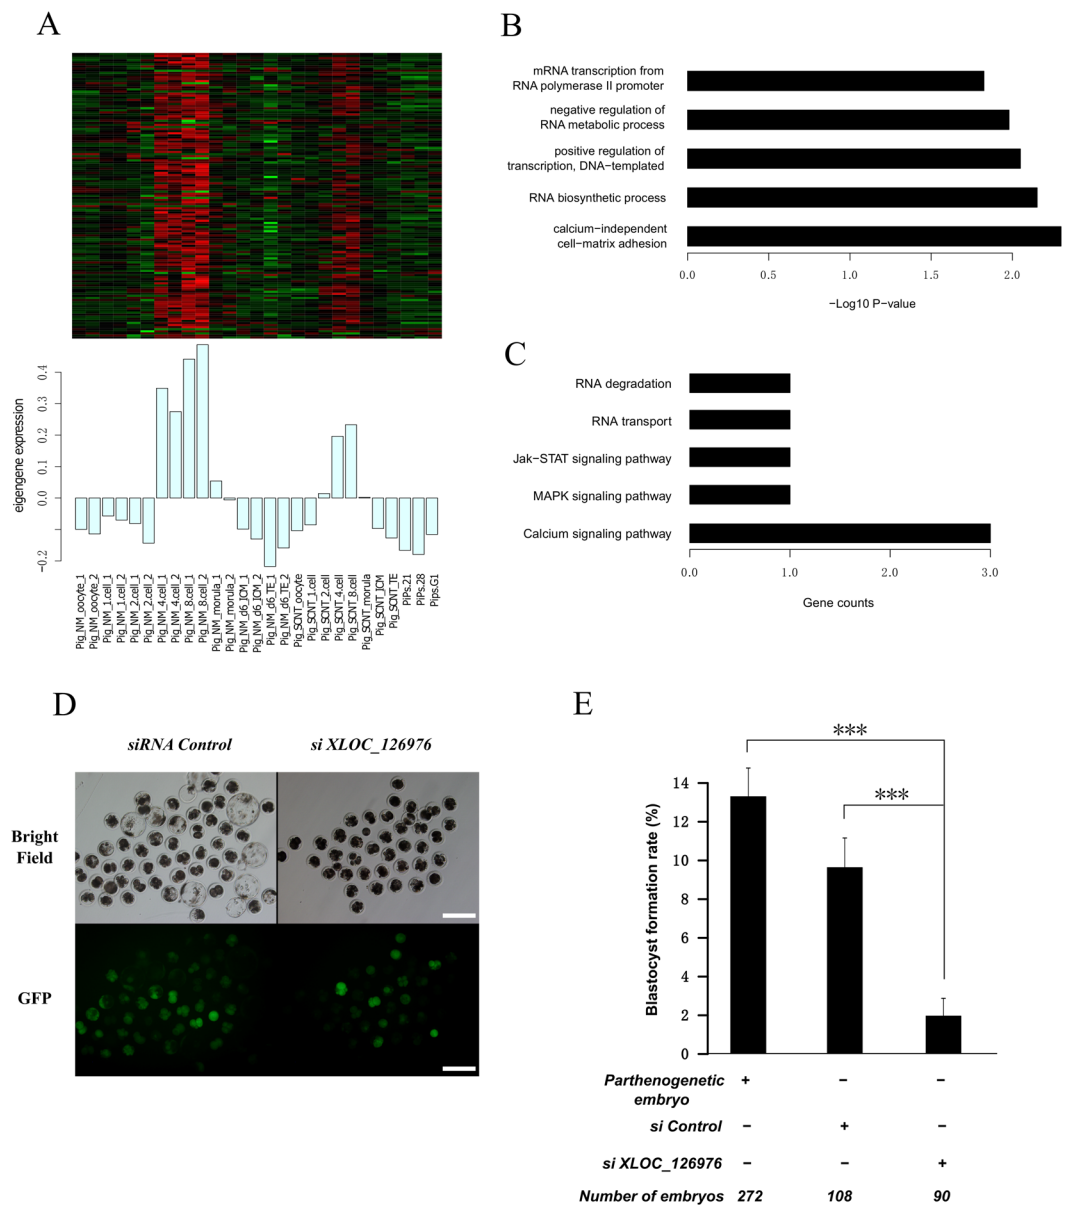 A
eigengene expression
0.4
0.3
0.2
0.1
0.0
−0.2
Pig_NM_oocyte_1
Pig_NM_oocyte_2
Pig_NM_1.cell_1
Pig_NM_1.cell_2
Pig_NM_2.cell_1
Pig_NM_2.cell_2
Pig_NM_4.cell_1
Pig_NM_4.cell_2
Pig_NM_8.cell_1
Pig_NM_8.cell_2
Pig_NM_morula_1
Pig_NM_morula_2
Pig_NM_d6_ICM_1
Pig_NM_d6_ICM_2
Pig_NM_d6_TE_1
Pig_NM_d6_TE_2
Pig_SCNT_oocyte
Pig_SCNT_1.cell
Pig_SCNT_2.cell
Pig_SCNT_4.cell
Pig_SCNT_8.cell
Pig_SCNT_morula
Pig_SCNT_ICM
Pig_SCNT_TE
PiPs.21
PiPs.28
Pips.G1
B
mRNA transcription from
RNA polymerase II promoter
negative regulation of
RNA metabolic process
positive regulation of
transcription, DNA−templated
RNA biosynthetic process
calcium−independent
cell−matrix adhesion
0.0 0.5 1.0 1.5 2.0
−Log10 P-value
C
RNA degradation
RNA transport
Jak−STAT signaling pathway
MAPK signaling pathway
Calcium signaling pathway
0.0 1.0 2.0 3.0
Gene counts
D
siRNA Control si XLOC_126976
Bright
Field
GFP
E
***
***
Blastocyst formation rate (%)
14
12
10
8
6
4
2
0
Parthenogenetic + − −
embryo
si Control − + −
si XLOC_126976 − − +
Number of embryos 272 108 90